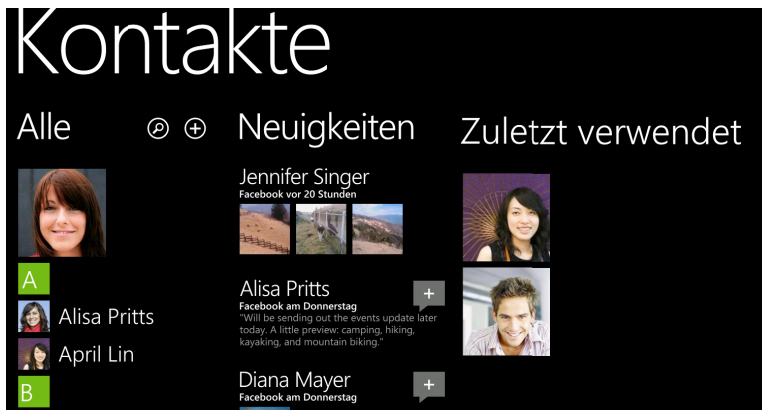 Kontakte
Alle
A
Alisa Pritts
April Lin
B
Neuigkeiten
Jennifer Singer
Facebook vor 20 Stunden
Alisa Pritts
Facebook am Donnerstag
"Will be sending out the events update later
today. A little preview: camping, hiking,
kayaking, and mountain biking."
Diana Mayer
Facebook am Donnerstag
Zuletzt verwendet